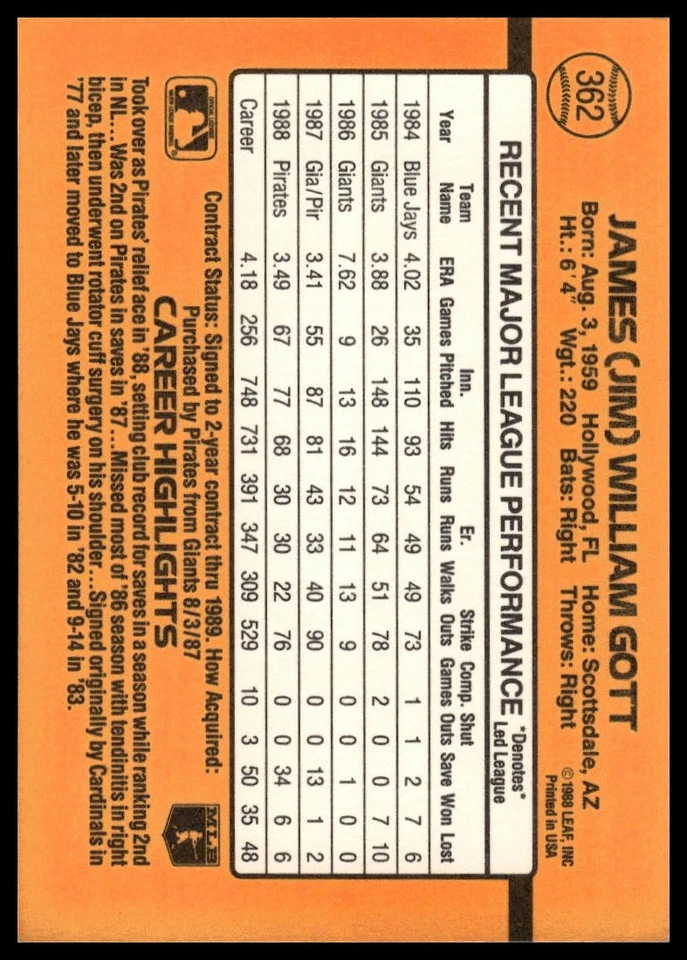 362
JAMES (JIM) WILLIAM GOTT
Born: Aug. 3, 1959 Hollywood, FL Home: Scottsdale, AZ
Ht.: 6'4" Wgt.: 220 Bats: Right Throws: Right
©1988 LEAF, INC
Printed in USA
RECENT MAJOR LEAGUE PERFORMANCE *Denotes* Led League
Year Team Name ERA Games Inn. Pitched Hits Runs Er. Runs Walks Strike Outs Comp. Games Shut Outs Save Won Lost
1984 Blue Jays 4.02 35 110 93 54 49 49 73 1 1 2 7 6
1985 Giants 3.88 26 148 144 73 64 51 78 2 0 0 7 10
1986 Giants 7.62 9 13 16 12 11 13 9 0 0 1 0 0
1987 Gia/Pir 3.41 55 87 81 43 33 40 90 0 0 13 1 2
1988 Pirates 3.49 67 77 68 30 30 22 76 0 0 34 6 6
Career 4.18 256 748 731 391 347 309 529 10 3 50 35 48
Contract Status: Signed to 2-year contract thru 1989. How Acquired:
Purchased by Pirates from Giants 8/3/87
CAREER HIGHLIGHTS
MLB
Took over as Pirates' relief ace in '88, setting club record for saves in a season while ranking 2nd
in NL...Was 2nd on Pirates in saves in '87...Missed most of '86 season with tendinitis in right
bicep, then underwent rotator cuff surgery on his shoulder...Signed originally by Cardinals in
'77 and later moved to Blue Jays where he was 5-10 in '82 and 9-14 in '83.